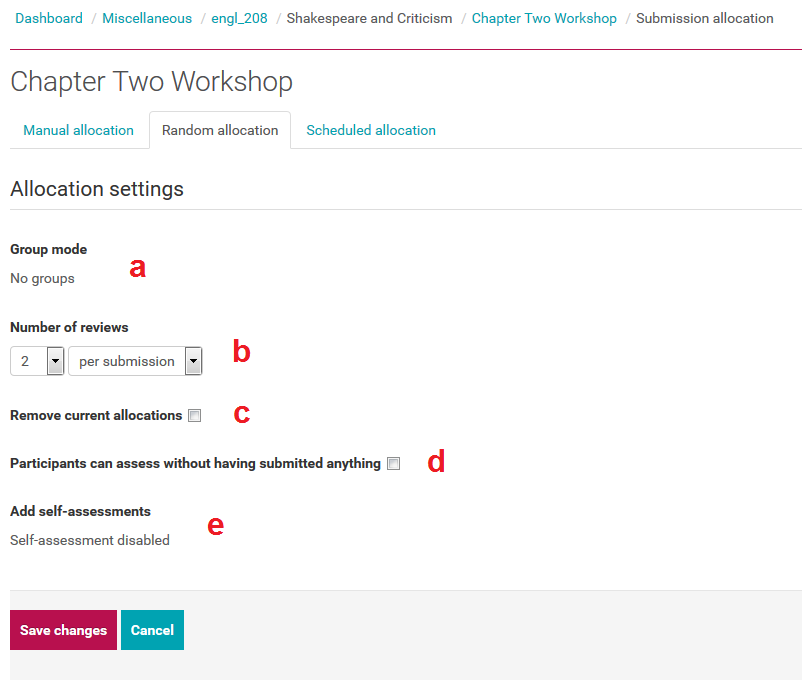 Dashboard / Miscellaneous / engl_208 / Shakespeare and Criticism / Chapter Two Workshop / Submission allocation
Chapter Two Workshop
Manual allocation Random allocation Scheduled allocation
Allocation settings
Group mode
a
No groups
Number of reviews
2 per submission b
Remove current allocations c
Participants can assess without having submitted anything d
Add self-assessments
e
Self-assessment disabled
Save changes Cancel